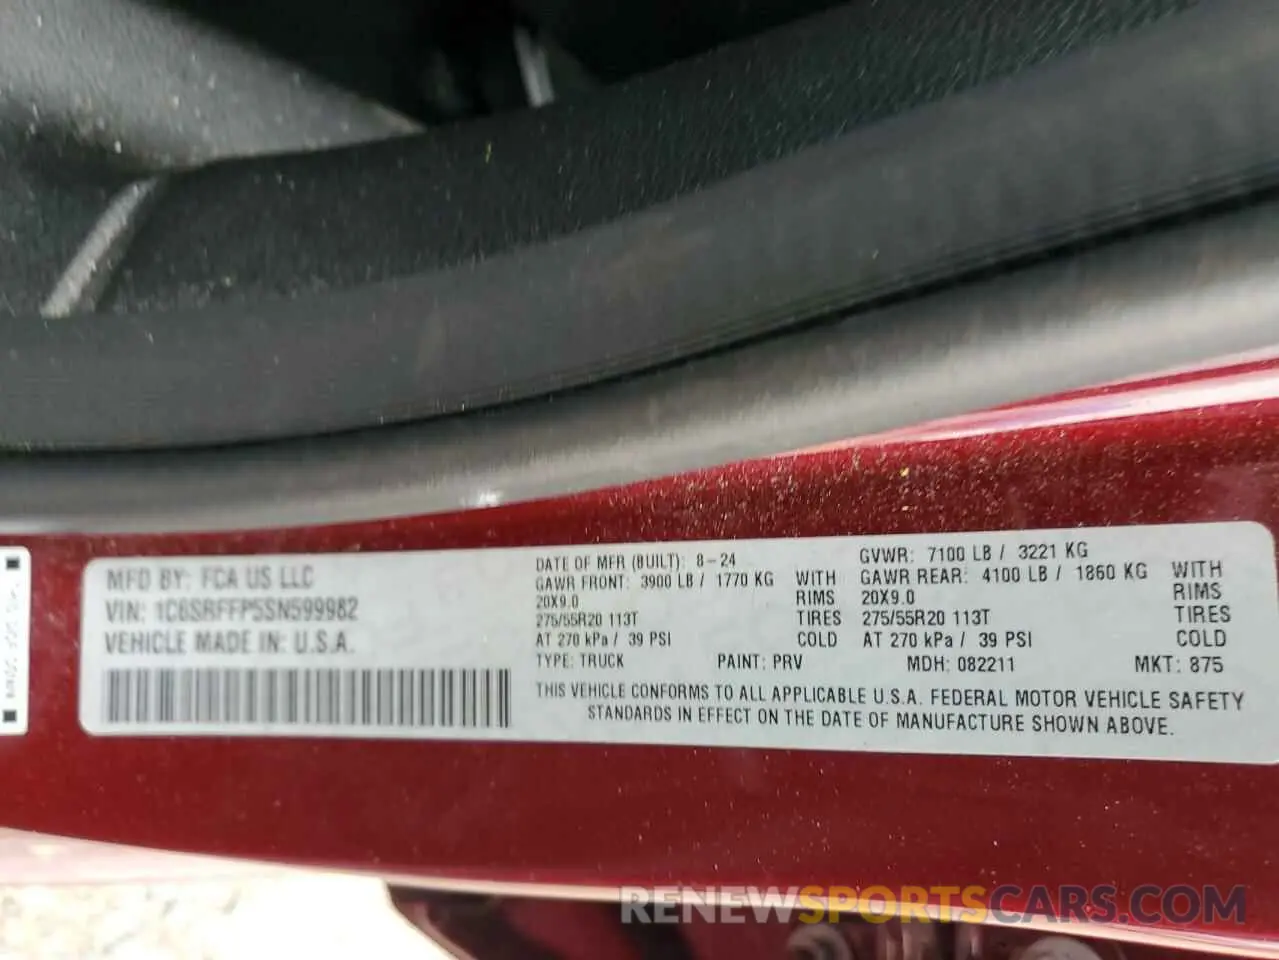 MFD BY: FCA US LLC
VIN: 1C6SRFFP5SN599982
VEHICLE MADE IN: U.S.A.
DATE OF MFR (BUILT): 8-24
GAWR FRONT: 3900 LB / 1770 KG WITH
20X9.0 RIMS
275/55R20 113T TIRES
AT 270 kPa / 39 PSI COLD
GVWR: 7100 LB / 3221 KG
GAWR REAR: 4100 LB / 1860 KG WITH
20X9.0 RIMS
275/55R20 113T TIRES
AT 270 kPa / 39 PSI COLD
TYPE: TRUCK PAINT: PRV MDH: 082211 MKT: 875
THIS VEHICLE CONFORMS TO ALL APPLICABLE U.S.A. FEDERAL MOTOR VEHICLE SAFETY
STANDARDS IN EFFECT ON THE DATE OF MANUFACTURE SHOWN ABOVE.
RENEWSPORTSCARS.COM